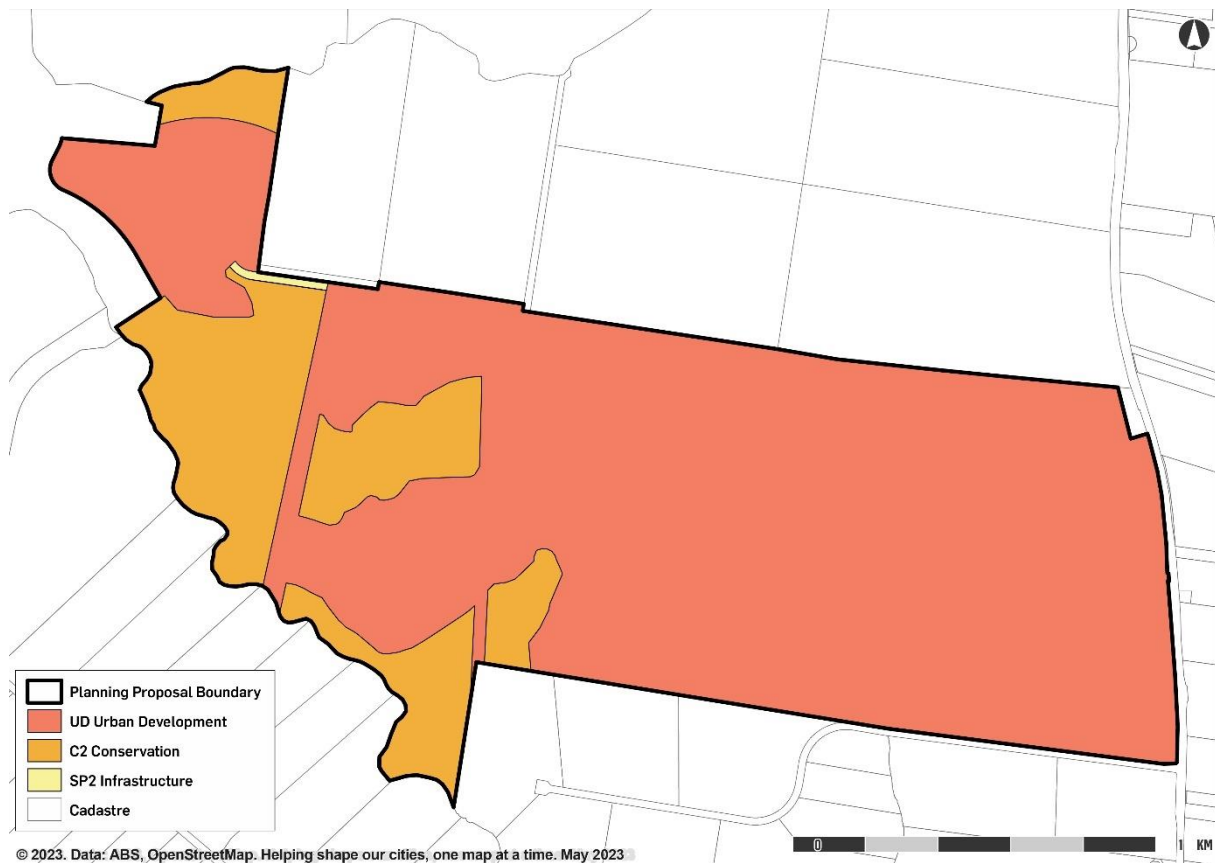 Planning Proposal Boundary
UD Urban Development
C2 Conservation
SP2 Infrastructure
Cadastre
0 1 KM
© 2023. Data: ABS, OpenStreetMap. Helping shape our cities, one map at a time. May 2023